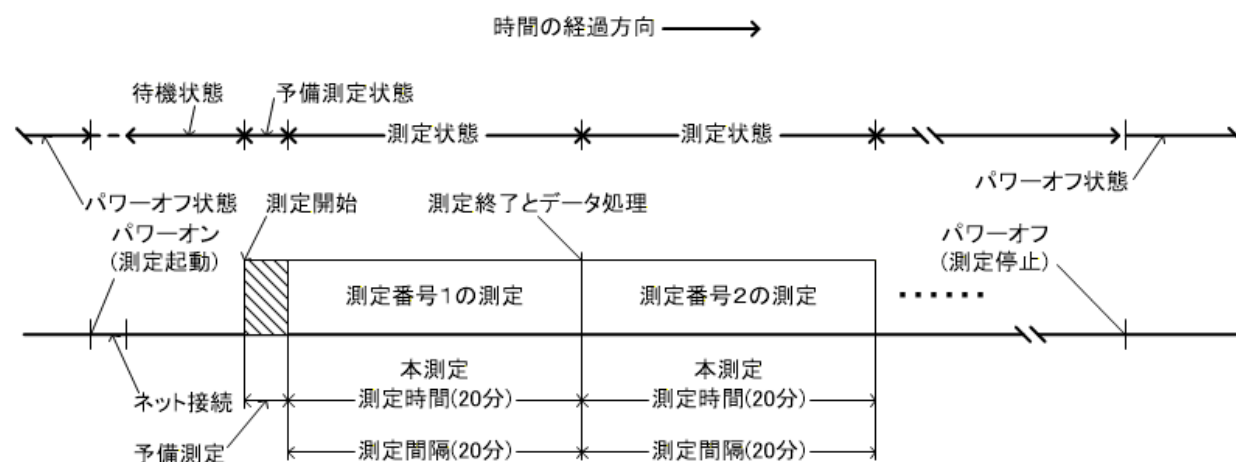 時間の経過方向
待機状態
予備測定状態
測定状態
測定状態
パワーオフ状態
パワーオフ状態
測定開始
測定終了とデータ処理
パワーオン
(測定起動)
パワーオフ
(測定停止)
測定番号1の測定
測定番号2の測定
・・・・・・
本測定
本測定
ネット接続
測定時間(20分)
測定時間(20分)
予備測定
測定間隔(20分)
測定間隔(20分)